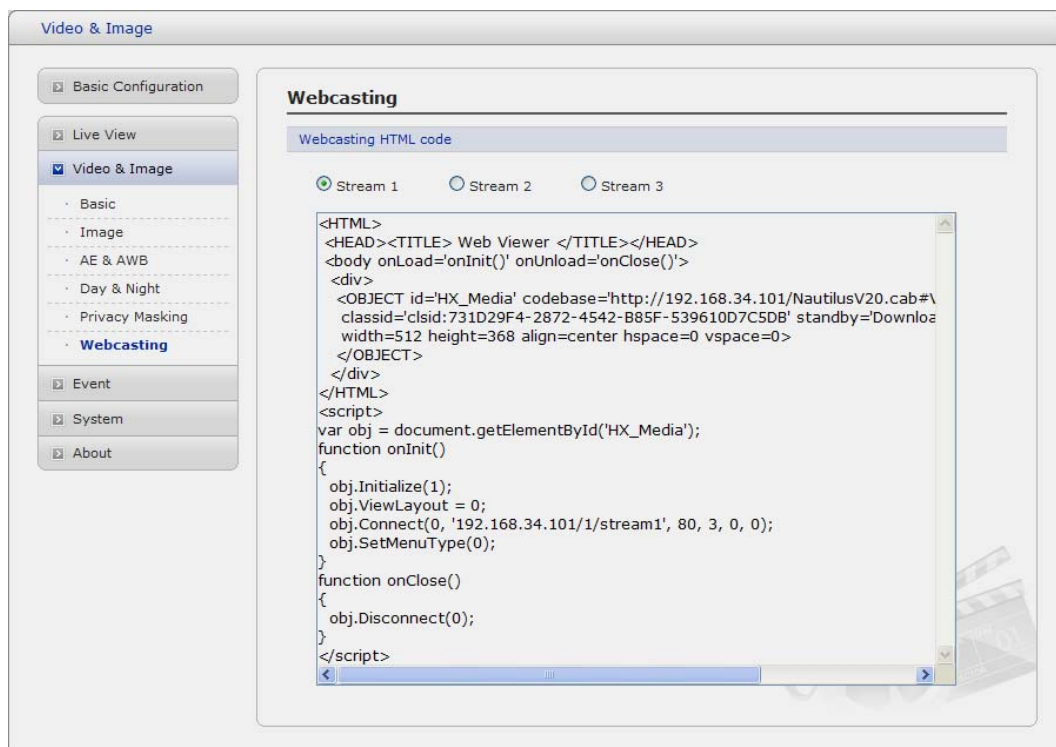 Video & Image
Basic Configuration
Live View
Video & Image
· Basic
· Image
· AE & AWB
· Day & Night
· Privacy Masking
· Webcasting
Event
System
About
Webcasting
Webcasting HTML code
Stream 1 Stream 2 Stream 3
<HTML>
<HEAD><TITLE> Web Viewer </TITLE></HEAD>
<body onLoad='onInit()' onUnload='onClose()'>
<div>
<OBJECT id='HX_Media' codebase='http://192.168.34.101/NautilusV20.cab#V
classid='clsid:731D29F4-2872-4542-B85F-539610D7C5DB' standby='Downloa
width=512 height=368 align=center hspace=0 vspace=0>
</OBJECT>
</div>
</HTML>
<script>
var obj = document.getElementById('HX_Media');
function onInit()
{
obj.Initialize(1);
obj.ViewLayout = 0;
obj.Connect(0, '192.168.34.101/1/stream1', 80, 3, 0, 0);
obj.SetMenuType(0);
}
function onClose()
{
obj.Disconnect(0);
}
</script>